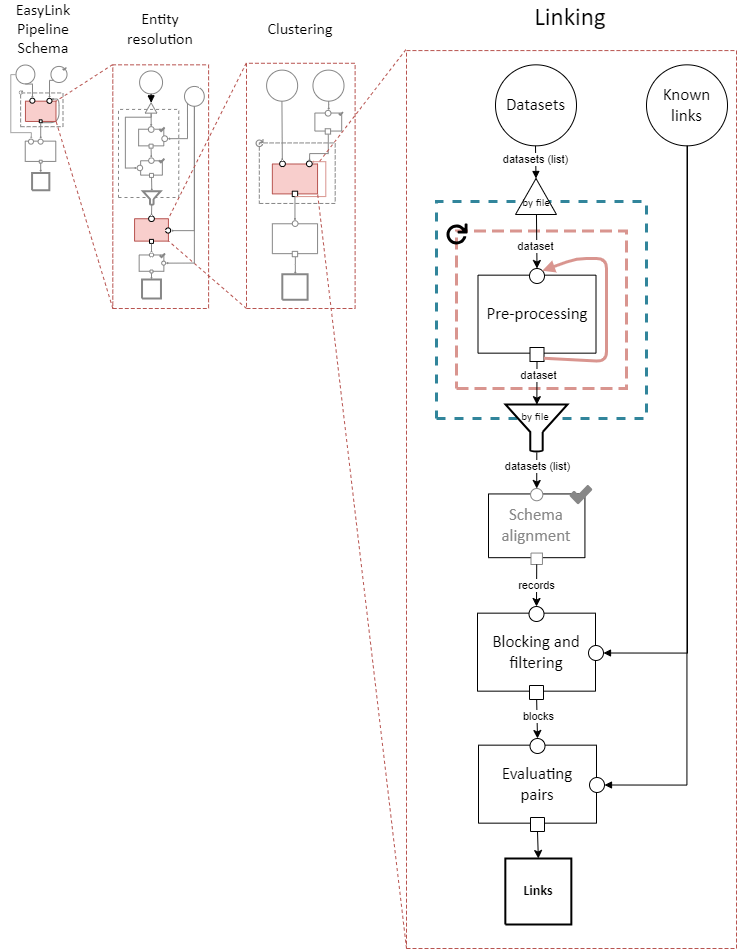 EasyLink
Pipeline
Schema
Entity
resolution
Clustering
Linking
Datasets
Known
links
datasets (list)
by file
dataset
Pre-processing
dataset
by file
datasets (list)
Schema
alignment
records
Blocking and
filtering
blocks
Evaluating
pairs
Links